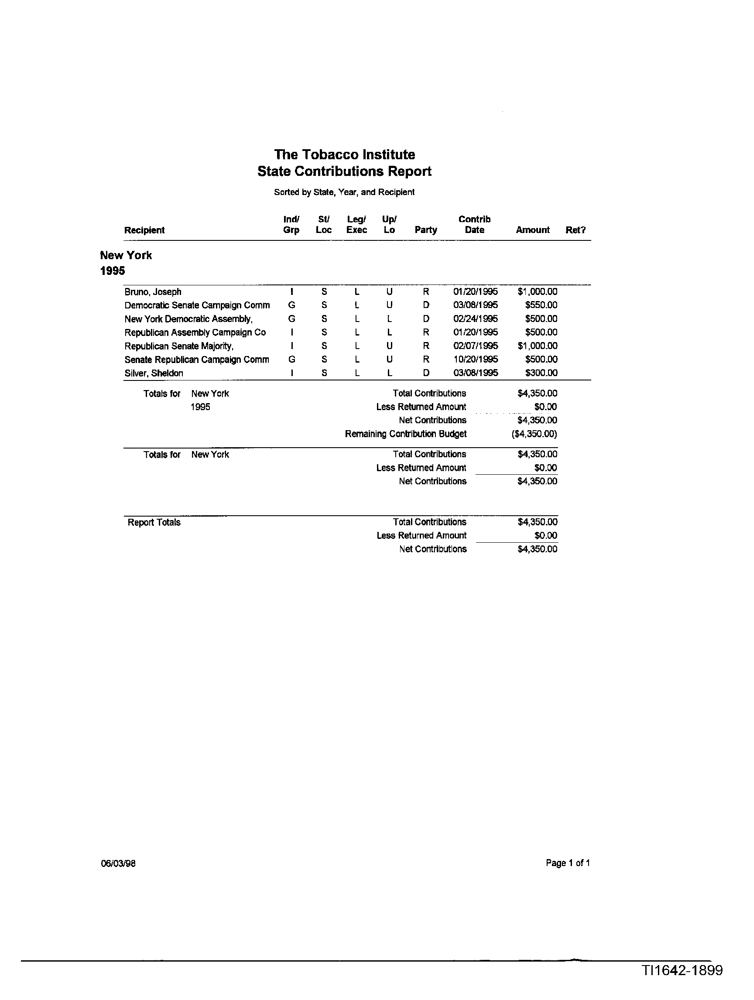 The Tobacco Institute
State Contributions Report
Sorted by State, Year, and Recipient
Recipient Ind/ Grp St/ Loc Leg/ Exec Up/ Lo Party Contrib Date Amount Ret?
New York
1995
Bruno, Joseph I S L U R 01/20/1995 $1,000.00
Democratic Senate Campaign Comm G S L U D 03/08/1995 $550.00
New York Democratic Assembly, G S L L D 02/24/1995 $500.00
Republican Assembly Campaign Co I S L L R 01/20/1995 $500.00
Republican Senate Majority, I S L U R 02/07/1995 $1,000.00
Senate Republican Campaign Comm G S L U R 10/20/1995 $500.00
Silver, Sheldon I S L L D 03/08/1995 $300.00
Totals for New York Total Contributions $4,350.00
1995 Less Returned Amount $0.00
Net Contributions $4,350.00
Remaining Contribution Budget ($4,350.00)
Totals for New York Total Contributions $4,350.00
Less Returned Amount $0.00
Net Contributions $4,350.00
Report Totals Total Contributions $4,350.00
Less Returned Amount $0.00
Net Contributions $4,350.00
06/03/98 Page 1 of 1
TI1642-1899